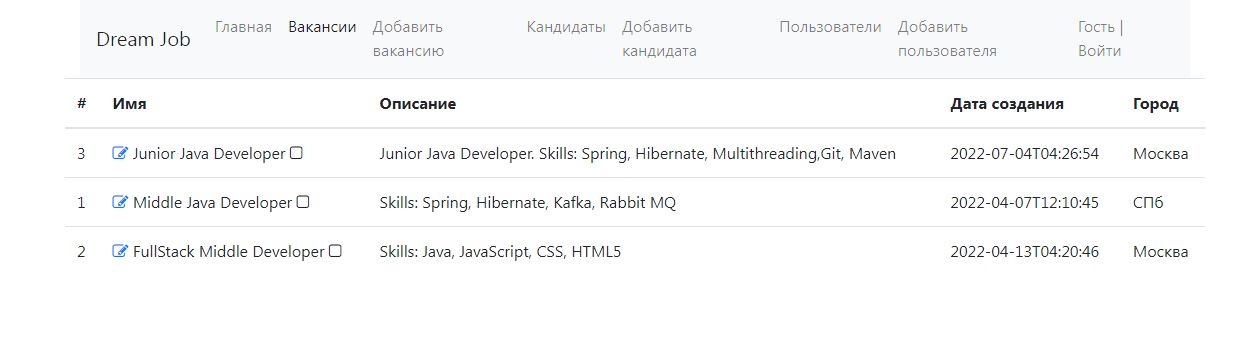 Dream Job Главная Вакансии Добавить вакансию Кандидаты Добавить кандидата Пользователи Добавить пользователя Гость | Войти
# Имя Описание Дата создания Город
3 Junior Java Developer Junior Java Developer. Skills: Spring, Hibernate, Multithreading,Git, Maven 2022-07-04T04:26:54 Москва
1 Middle Java Developer Skills: Spring, Hibernate, Kafka, Rabbit MQ 2022-04-07T12:10:45 СПб
2 FullStack Middle Developer Skills: Java, JavaScript, CSS, HTML5 2022-04-13T04:20:46 Москва